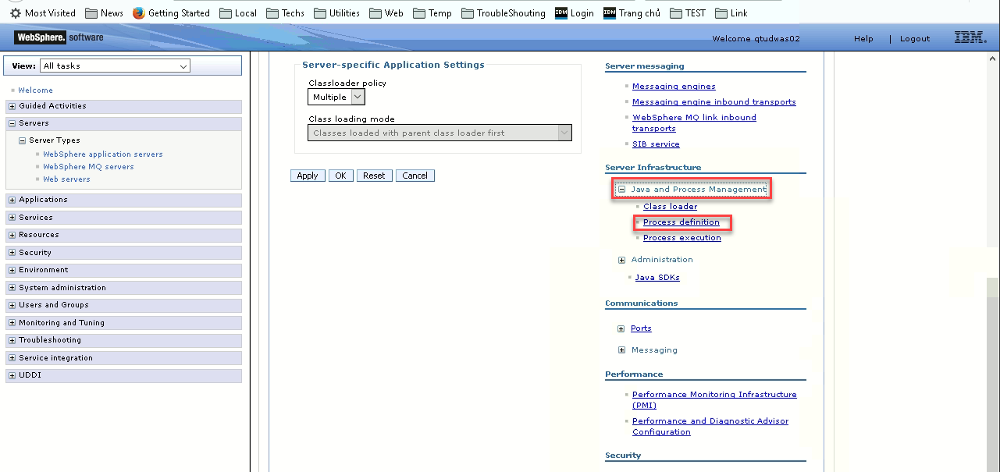 Most Visited News Getting Started Local Techs Utilities Web Temp TroubleShouting IBM Login IBM Trang chủ TEST Link
WebSphere. software
Welcome qtudwas02 Help | Logout IBM.
View: All tasks
Welcome
Guided Activities
Servers
Server Types
WebSphere application servers
WebSphere MQ servers
Web servers
Applications
Services
Resources
Security
Environment
System administration
Users and Groups
Monitoring and Tuning
Troubleshooting
Service integration
UDDI
Server-specific Application Settings
Classloader policy
Multiple
Class loading mode
Classes loaded with parent class loader first
Apply OK Reset Cancel
Server messaging
Messaging engines
Messaging engine inbound transports
WebSphere MQ link inbound
transports
SIB service
Server Infrastructure
Java and Process Management
Class loader
Process definition
Process execution
Administration
Java SDKs
Communications
Ports
Messaging
Performance
Performance Monitoring Infrastructure
(PMI)
Performance and Diagnostic Advisor
Configuration
Security